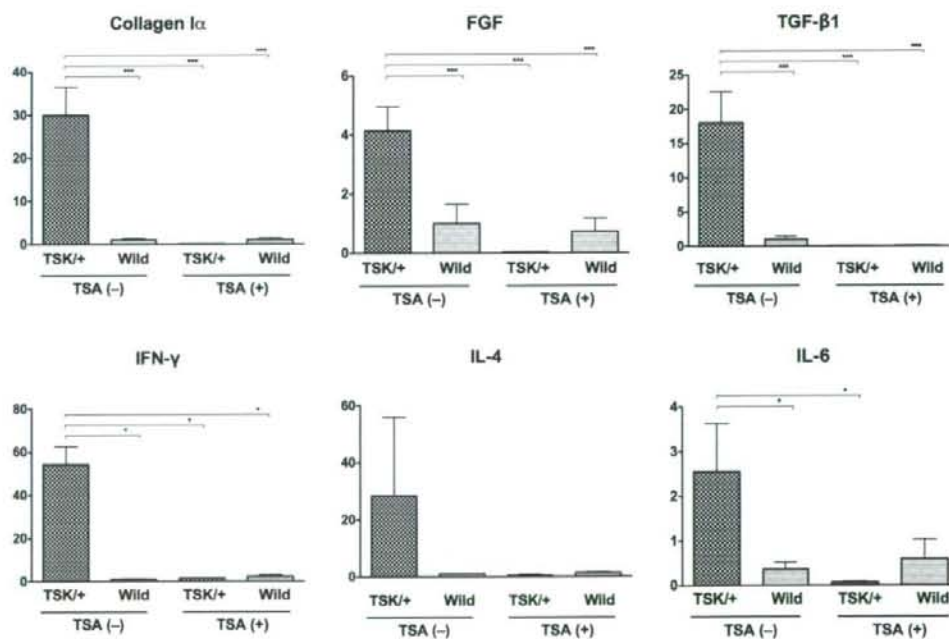 Collagen Iα
FGF
TGF-β1
***
***
***
40
30
20
10
0
TSK/+ Wild TSK/+ Wild
TSA (–) TSA (+)
***
***
***
6
4
2
0
TSK/+ Wild TSK/+ Wild
TSA (–) TSA (+)
***
***
***
25
20
15
10
5
0
TSK/+ Wild TSK/+ Wild
TSA (–) TSA (+)
IFN-γ
IL-4
IL-6
*
*
*
80
60
40
20
0
TSK/+ Wild TSK/+ Wild
TSA (–) TSA (+)
60
40
20
0
TSK/+ Wild TSK/+ Wild
TSA (–) TSA (+)
*
*
4
3
2
1
0
TSK/+ Wild TSK/+ Wild
TSA (–) TSA (+)